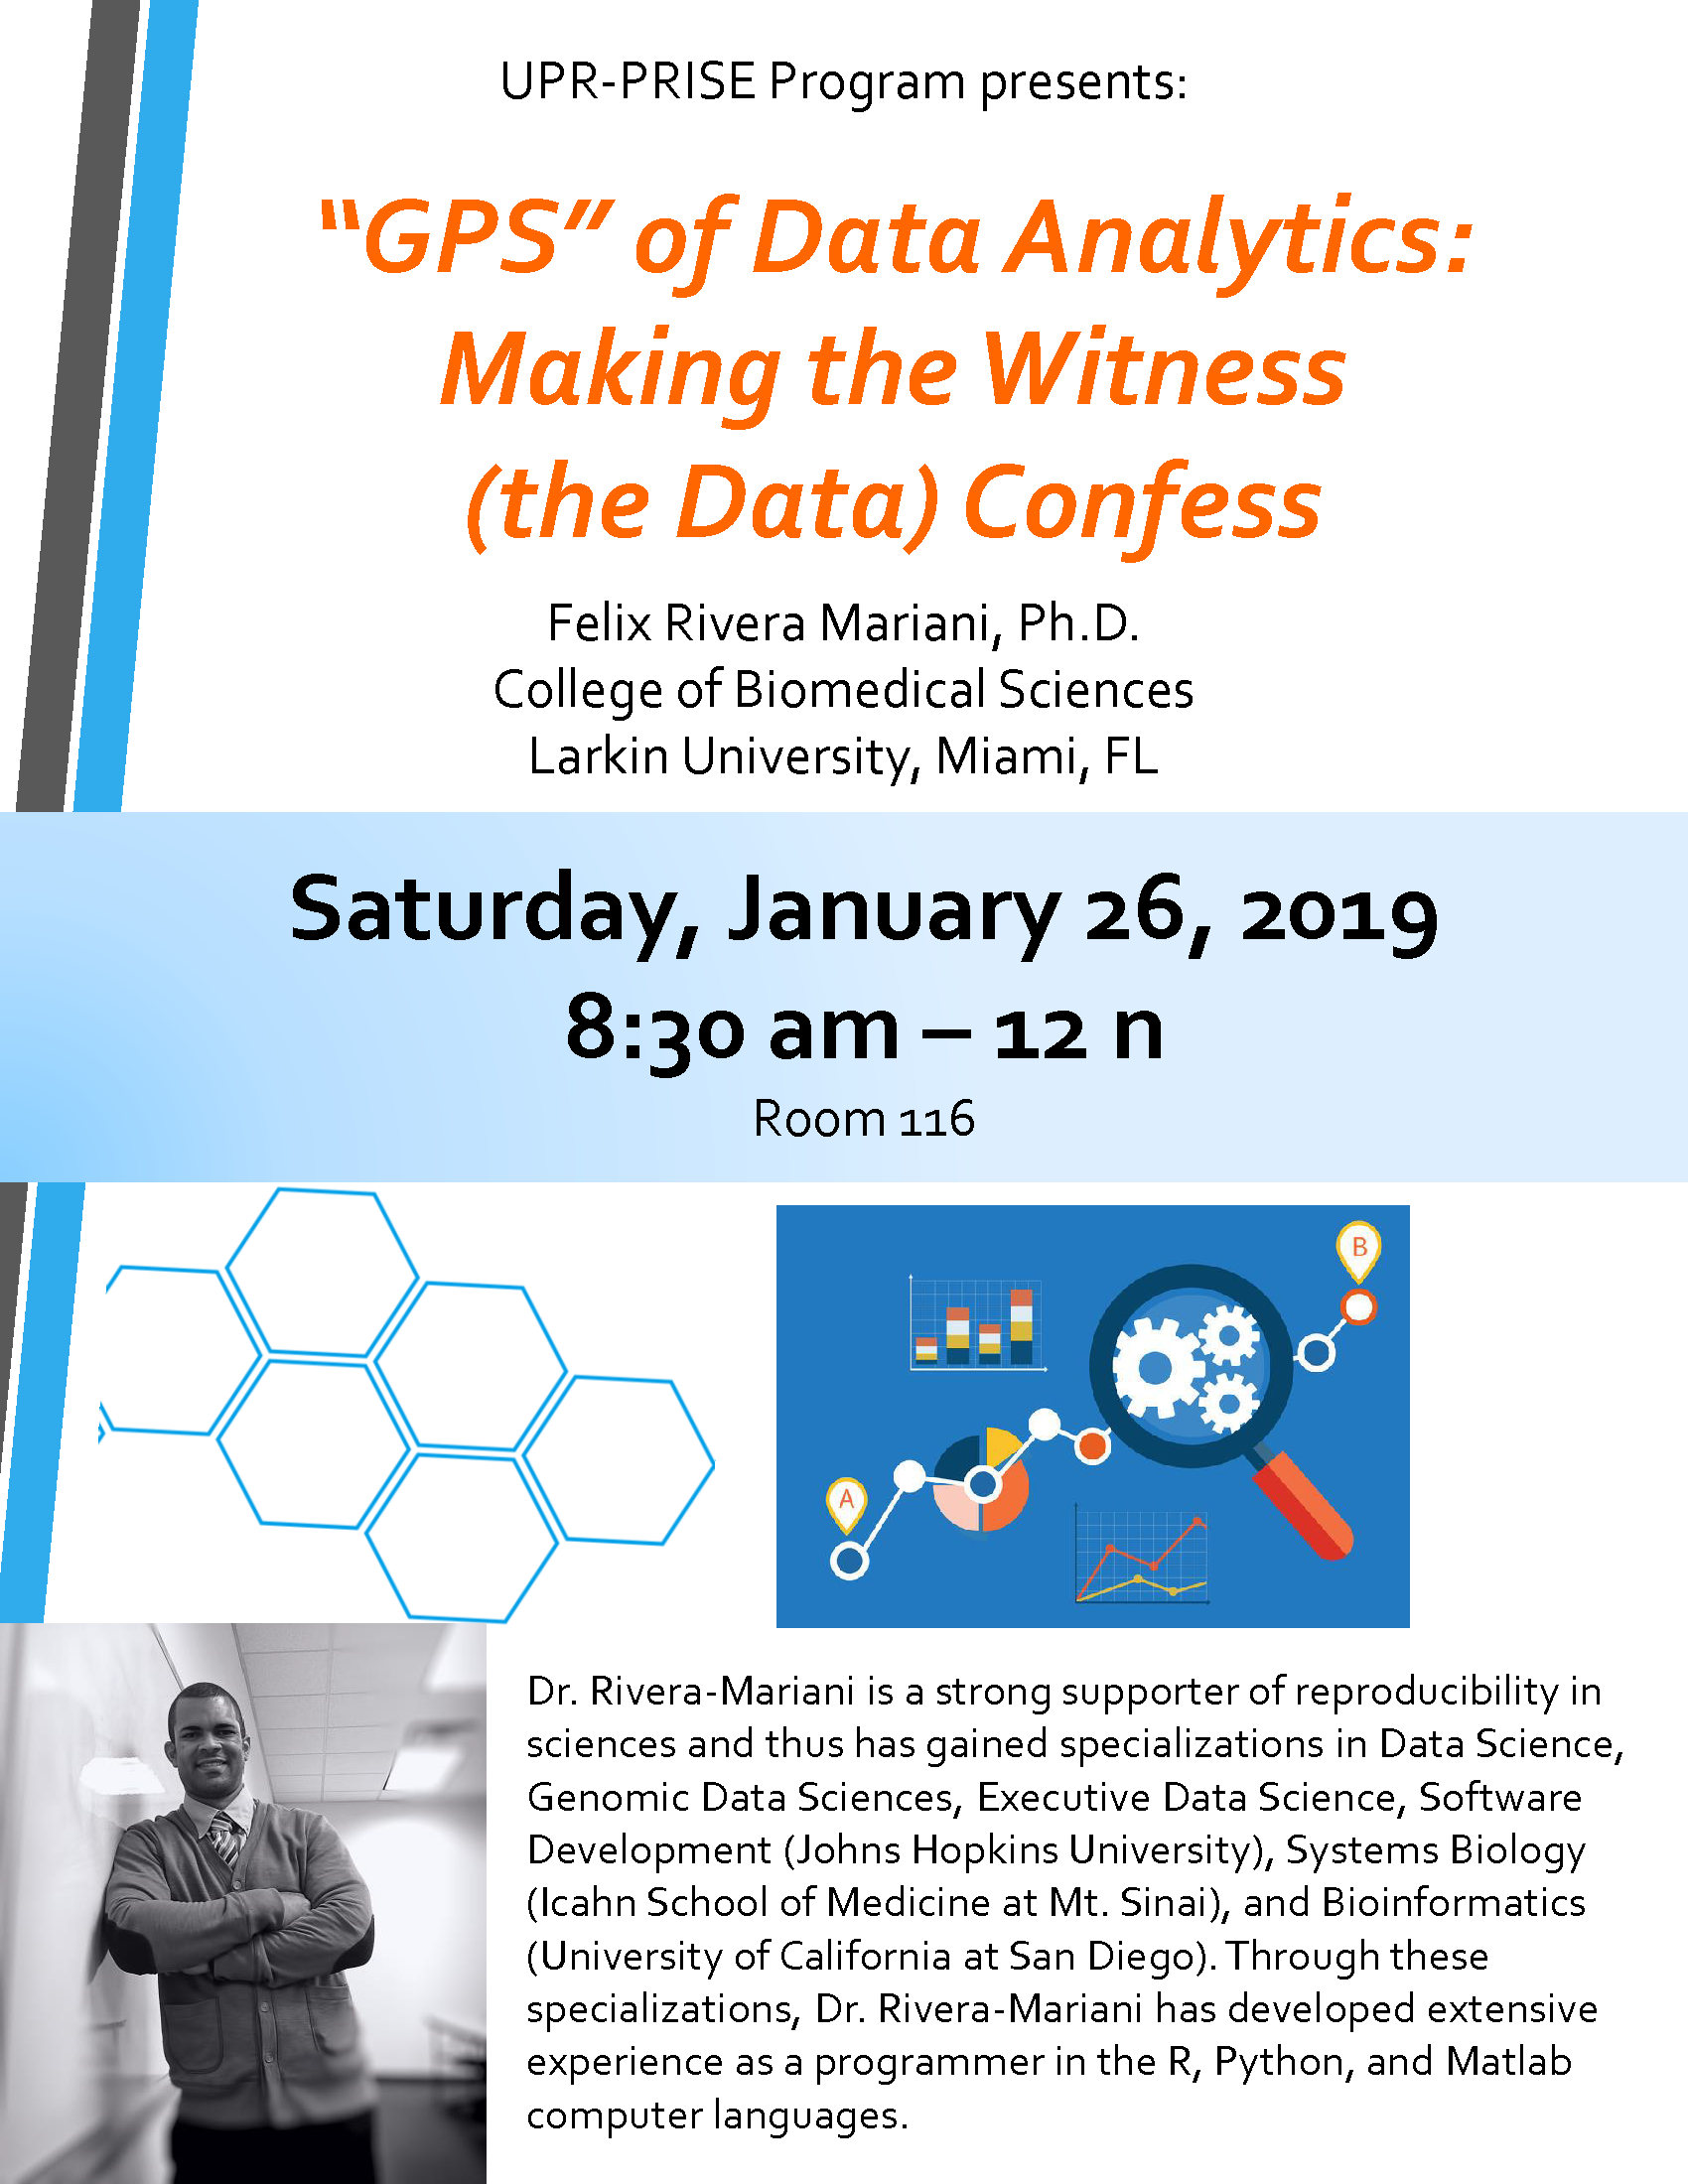 UPR-PRISE Program presents:
“GPS” of Data Analytics:
Making the Witness
(the Data) Confess
Felix Rivera Mariani, Ph.D.
College of Biomedical Sciences
Larkin University, Miami, FL
Saturday, January 26, 2019
8:30 am – 12 n
Room 116
B
A
Dr. Rivera-Mariani is a strong supporter of reproducibility in
sciences and thus has gained specializations in Data Science,
Genomic Data Sciences, Executive Data Science, Software
Development (Johns Hopkins University), Systems Biology
(Icahn School of Medicine at Mt. Sinai), and Bioinformatics
(University of California at San Diego). Through these
specializations, Dr. Rivera-Mariani has developed extensive
experience as a programmer in the R, Python, and Matlab
computer languages.